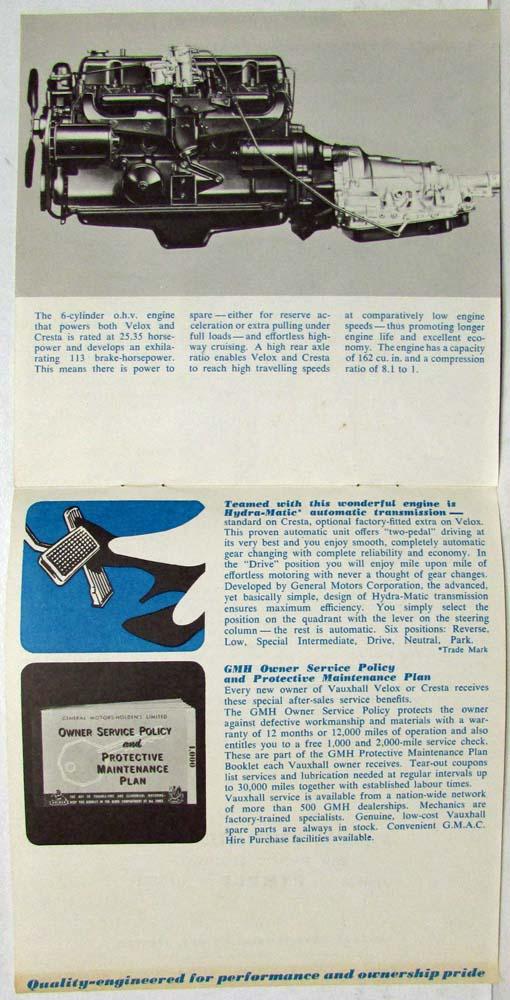 The 6-cylinder o.h.v. engine
that powers both Velox and
Cresta is rated at 25.35 horse-
power and develops an exhila-
rating 113 brake-horsepower.
This means there is power to
spare — either for reserve ac-
celeration or extra pulling under
full loads — and effortless high-
way cruising. A high rear axle
ratio enables Velox and Cresta
to reach high travelling speeds
at comparatively low engine
speeds — thus promoting longer
engine life and excellent eco-
nomy. The engine has a capacity
of 162 cu. in. and a compression
ratio of 8.1 to 1.
Teamed with this wonderful engine is
Hydra-Matic* automatic transmission —
standard on Cresta, optional factory-fitted extra on Velox.
This proven automatic unit offers "two-pedal" driving at
its very best and you enjoy smooth, completely automatic
gear changing with complete reliability and economy. In
the "Drive" position you will enjoy mile upon mile of
effortless motoring with never a thought of gear changes.
Developed by General Motors Corporation, the advanced,
yet basically simple, design of Hydra-Matic transmission
ensures maximum efficiency. You simply select the
position on the quadrant with the lever on the steering
column — the rest is automatic. Six positions: Reverse,
Low, Special Intermediate, Drive, Neutral, Park.
*Trade Mark
GENERAL MOTORS-HOLDEN'S LIMITED
OWNER SERVICE POLICY
and
PROTECTIVE
MAINTENANCE
PLAN
1,000
GMH Owner Service Policy
and Protective Maintenance Plan
Every new owner of Vauxhall Velox or Cresta receives
these special after-sales service benefits.
The GMH Owner Service Policy protects the owner
against defective workmanship and materials with a war-
ranty of 12 months or 12,000 miles of operation and also
entitles you to a free 1,000 and 2,000-mile service check.
These are part of the GMH Protective Maintenance Plan
Booklet each Vauxhall owner receives. Tear-out coupons
list services and lubrication needed at regular intervals up
to 30,000 miles together with established labour times.
Vauxhall service is available from a nation-wide network
of more than 500 GMH dealerships. Mechanics are
factory-trained specialists. Genuine, low-cost Vauxhall
spare parts are always in stock. Convenient G.M.A.C.
Hire Purchase facilities available.
Quality-engineered for performance and ownership pride